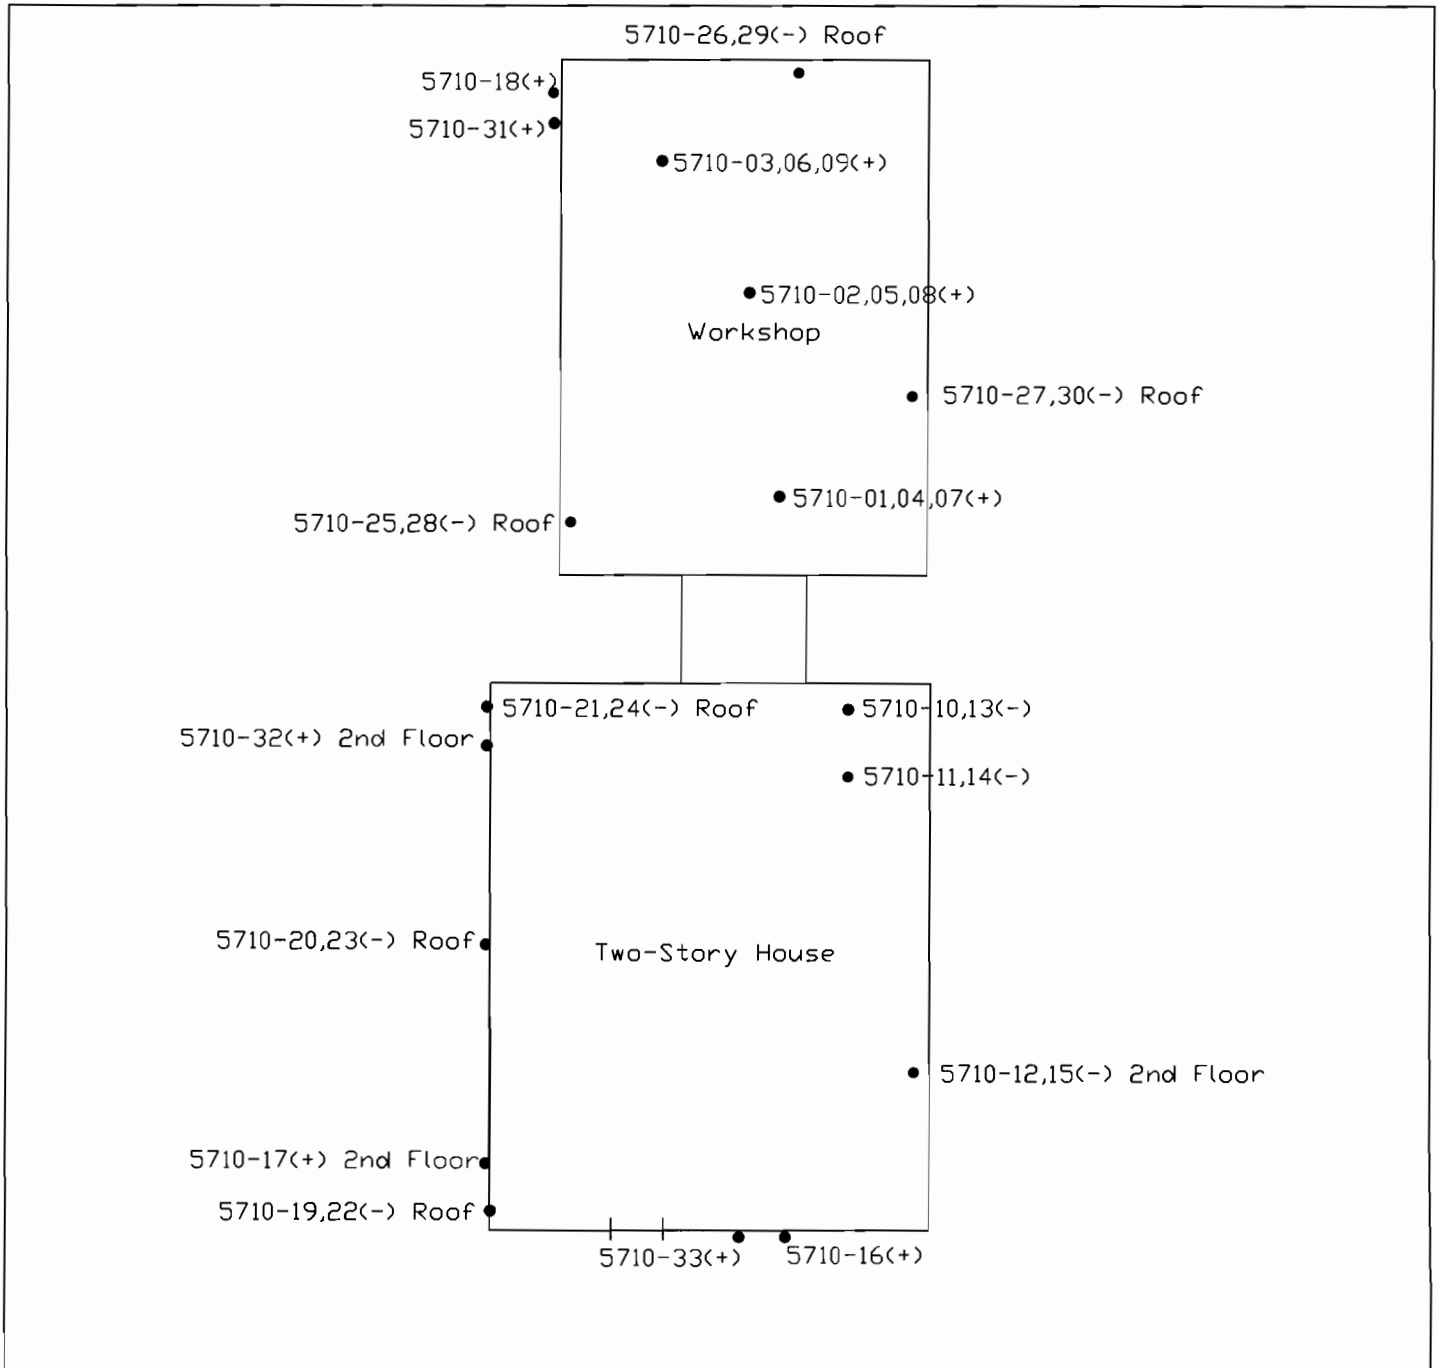 5710-26,29(-) Roof
5710-18(+)
5710-31(+)
5710-03,06,09(+)
5710-02,05,08(+)
Workshop
5710-27,30(-) Roof
5710-01,04,07(+)
5710-25,28(-) Roof
5710-21,24(-) Roof
5710-10,13(-)
5710-32(+) 2nd Floor
5710-11,14(-)
5710-20,23(-) Roof
Two-Story House
5710-12,15(-) 2nd Floor
5710-17(+) 2nd Floor
5710-19,22(-) Roof
5710-33(+)
5710-16(+)